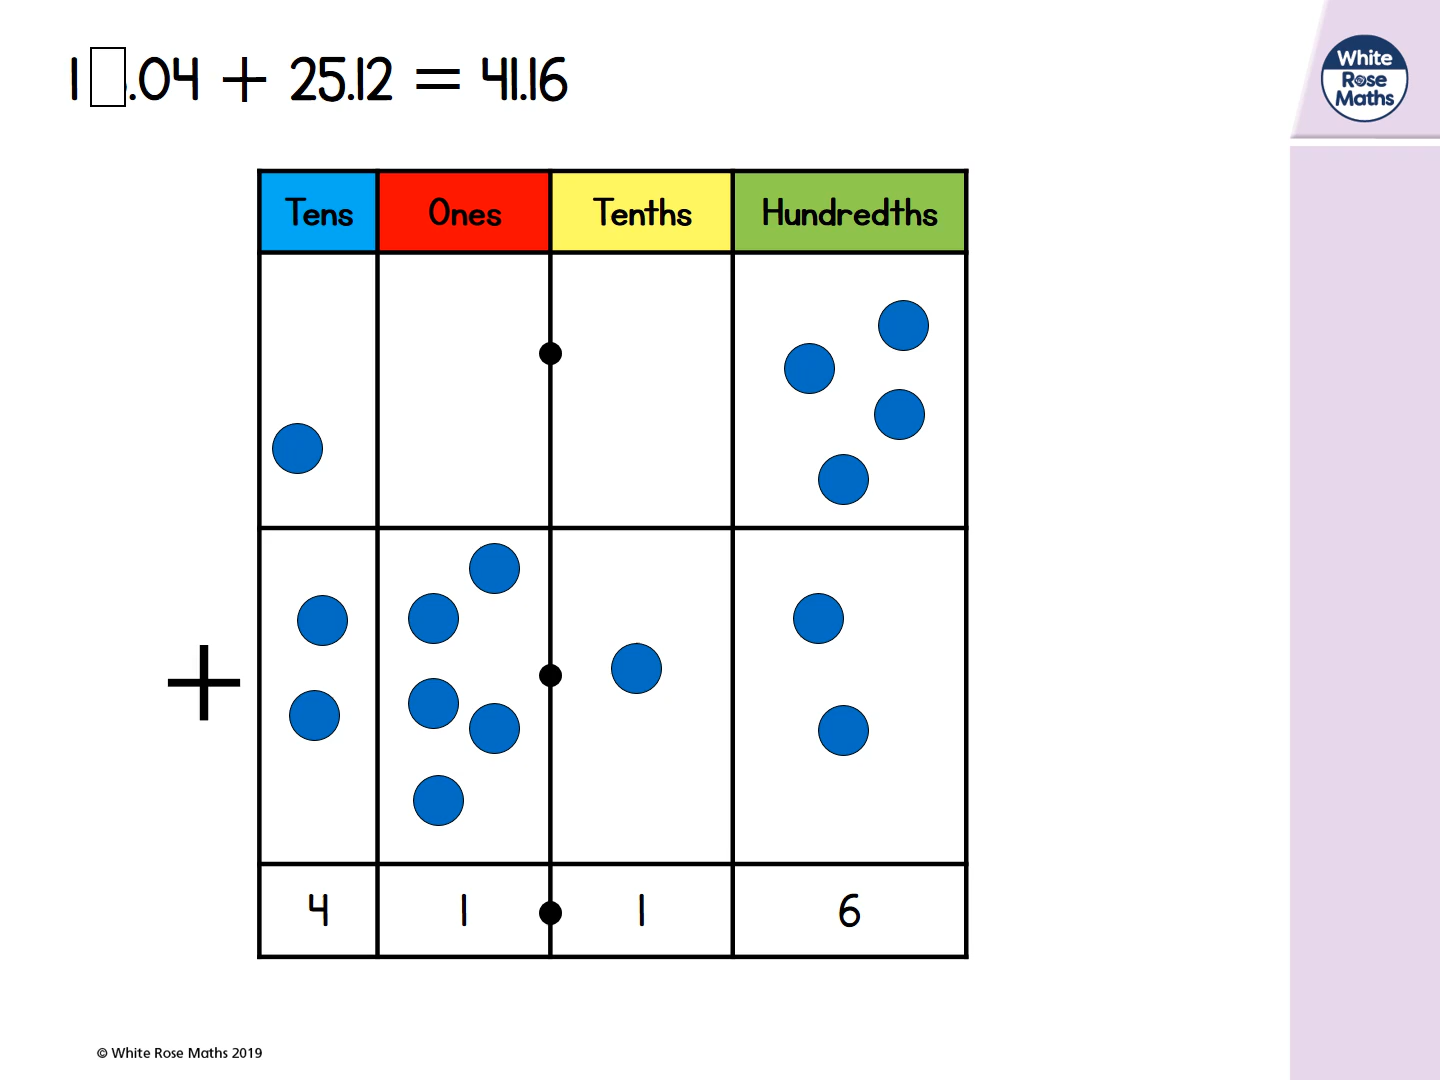 1□.04 + 25.12 = 41.16
White
Rose
Maths
Tens Ones Tenths Hundredths
+
4 1 1 6
© White Rose Maths 2019